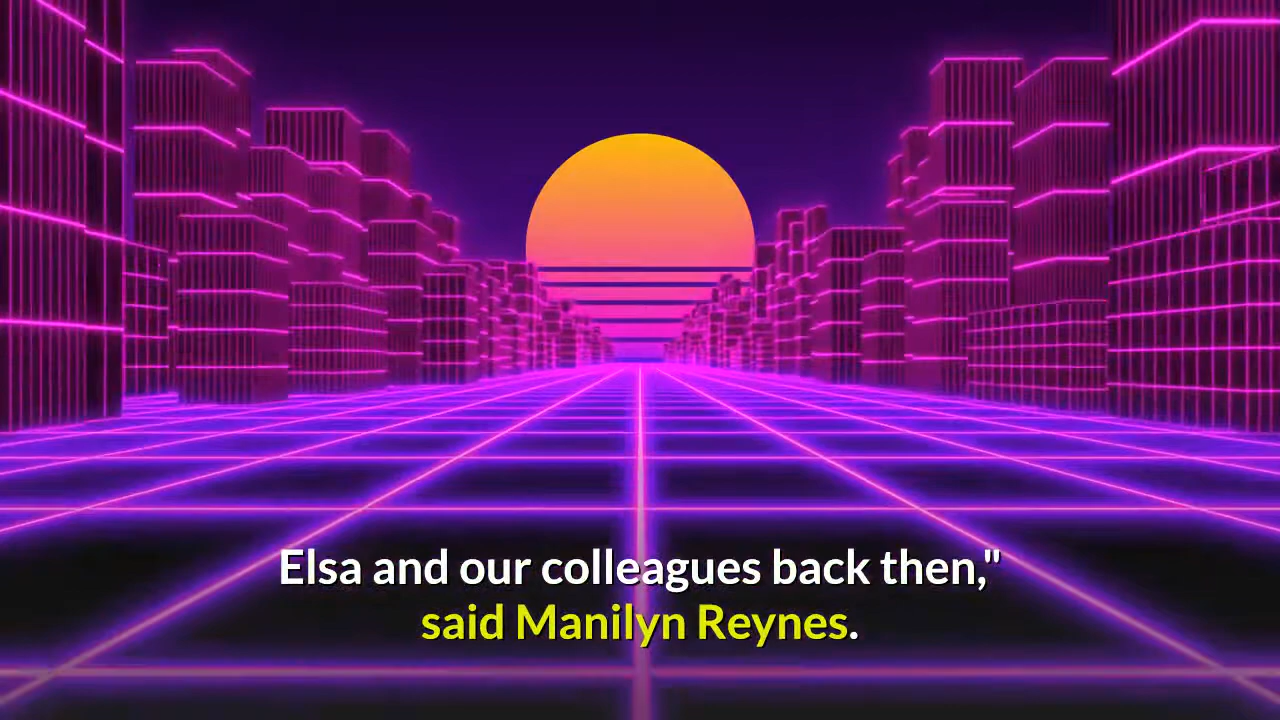 Elsa and our colleagues back then,"
said Manilyn Reynes.